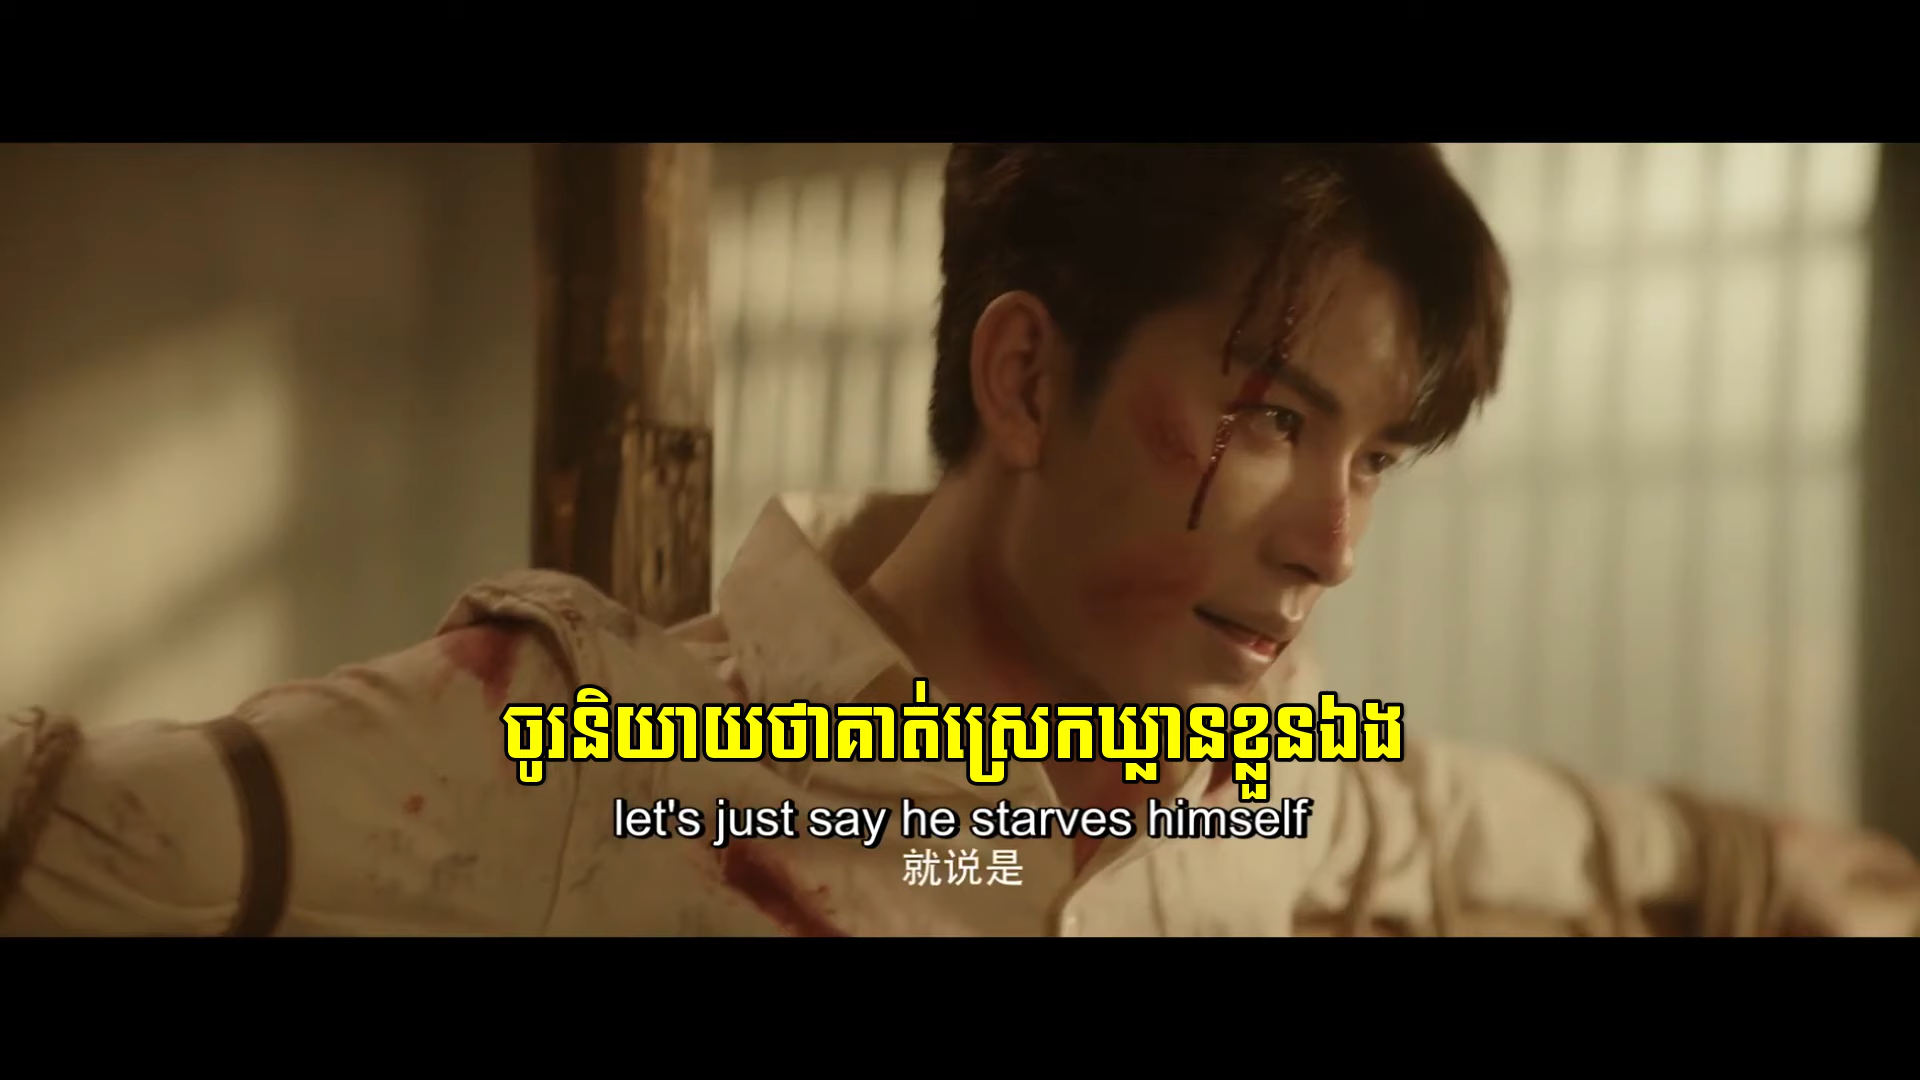 ចូរនិយាយថាគាត់ស្រេកឃ្លានខ្លួនឯង
let's just say he starves himself
就说是